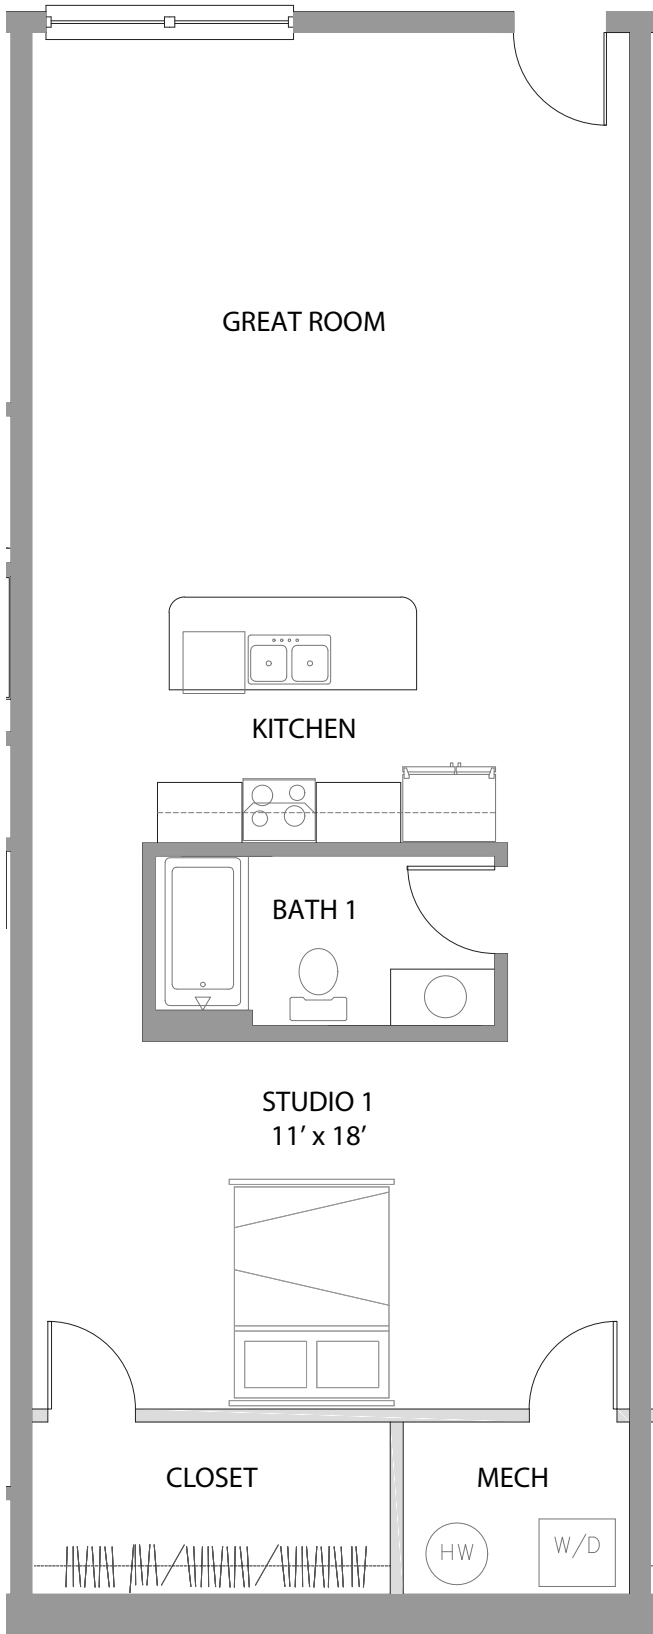 GREAT ROOM
KITCHEN
BATH 1
STUDIO 1
11′ x 18′
CLOSET
MECH
HW
W/D